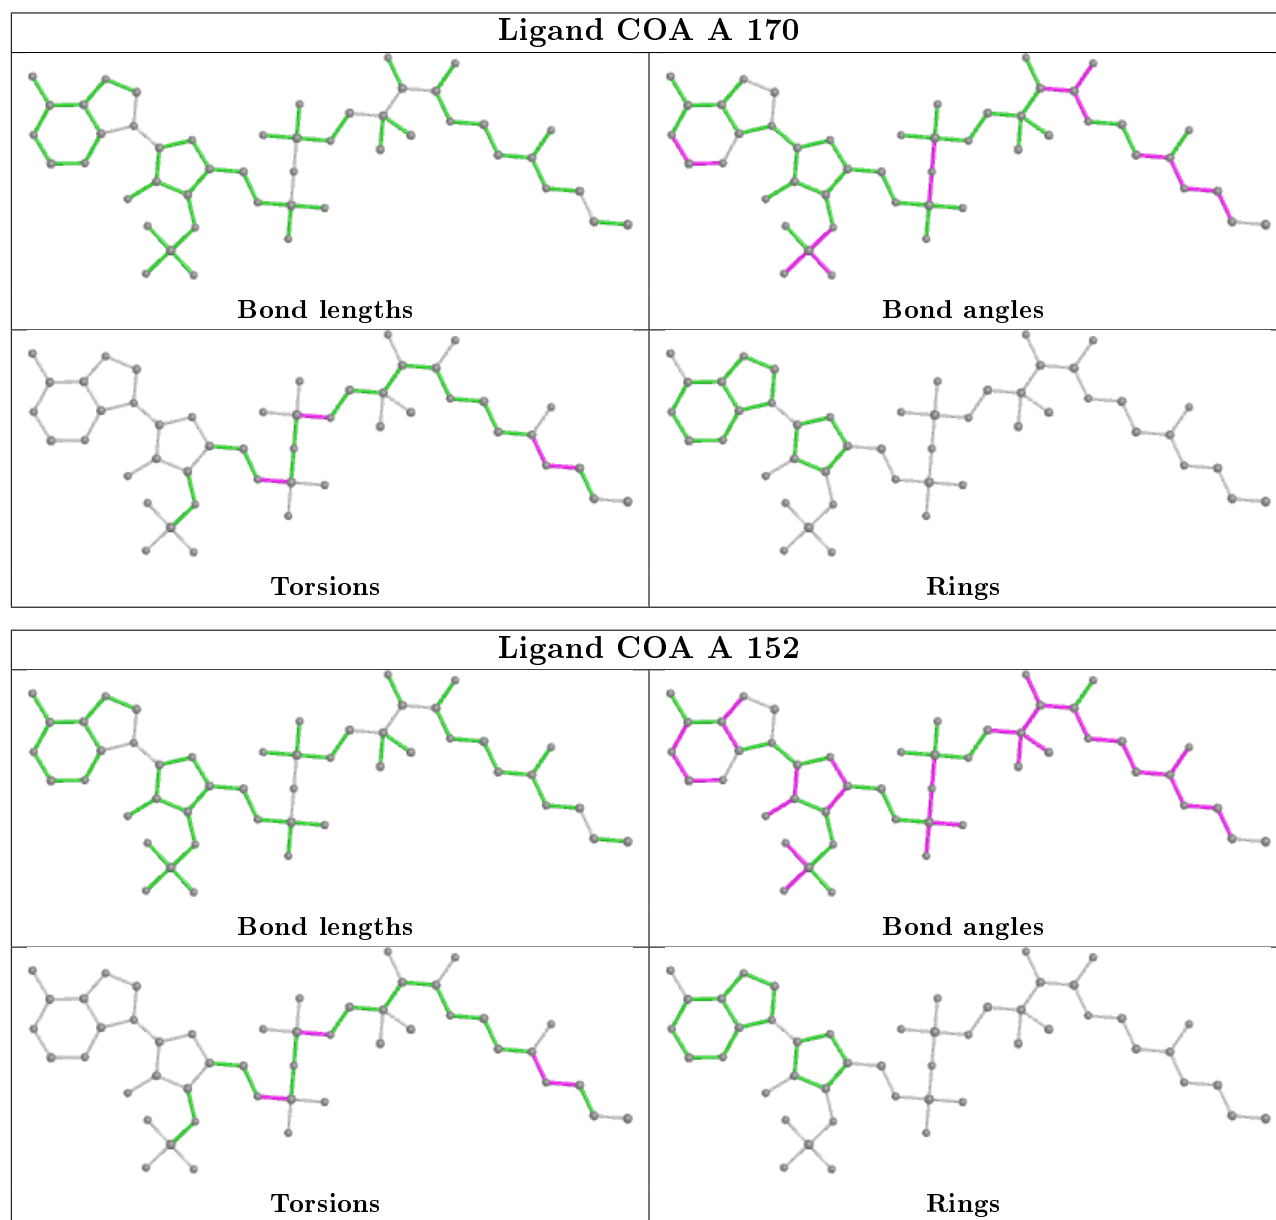 Ligand COA A 170
Bond lengths
Bond angles
Torsions
Rings
Ligand COA A 152
Bond lengths
Bond angles
Torsions
Rings